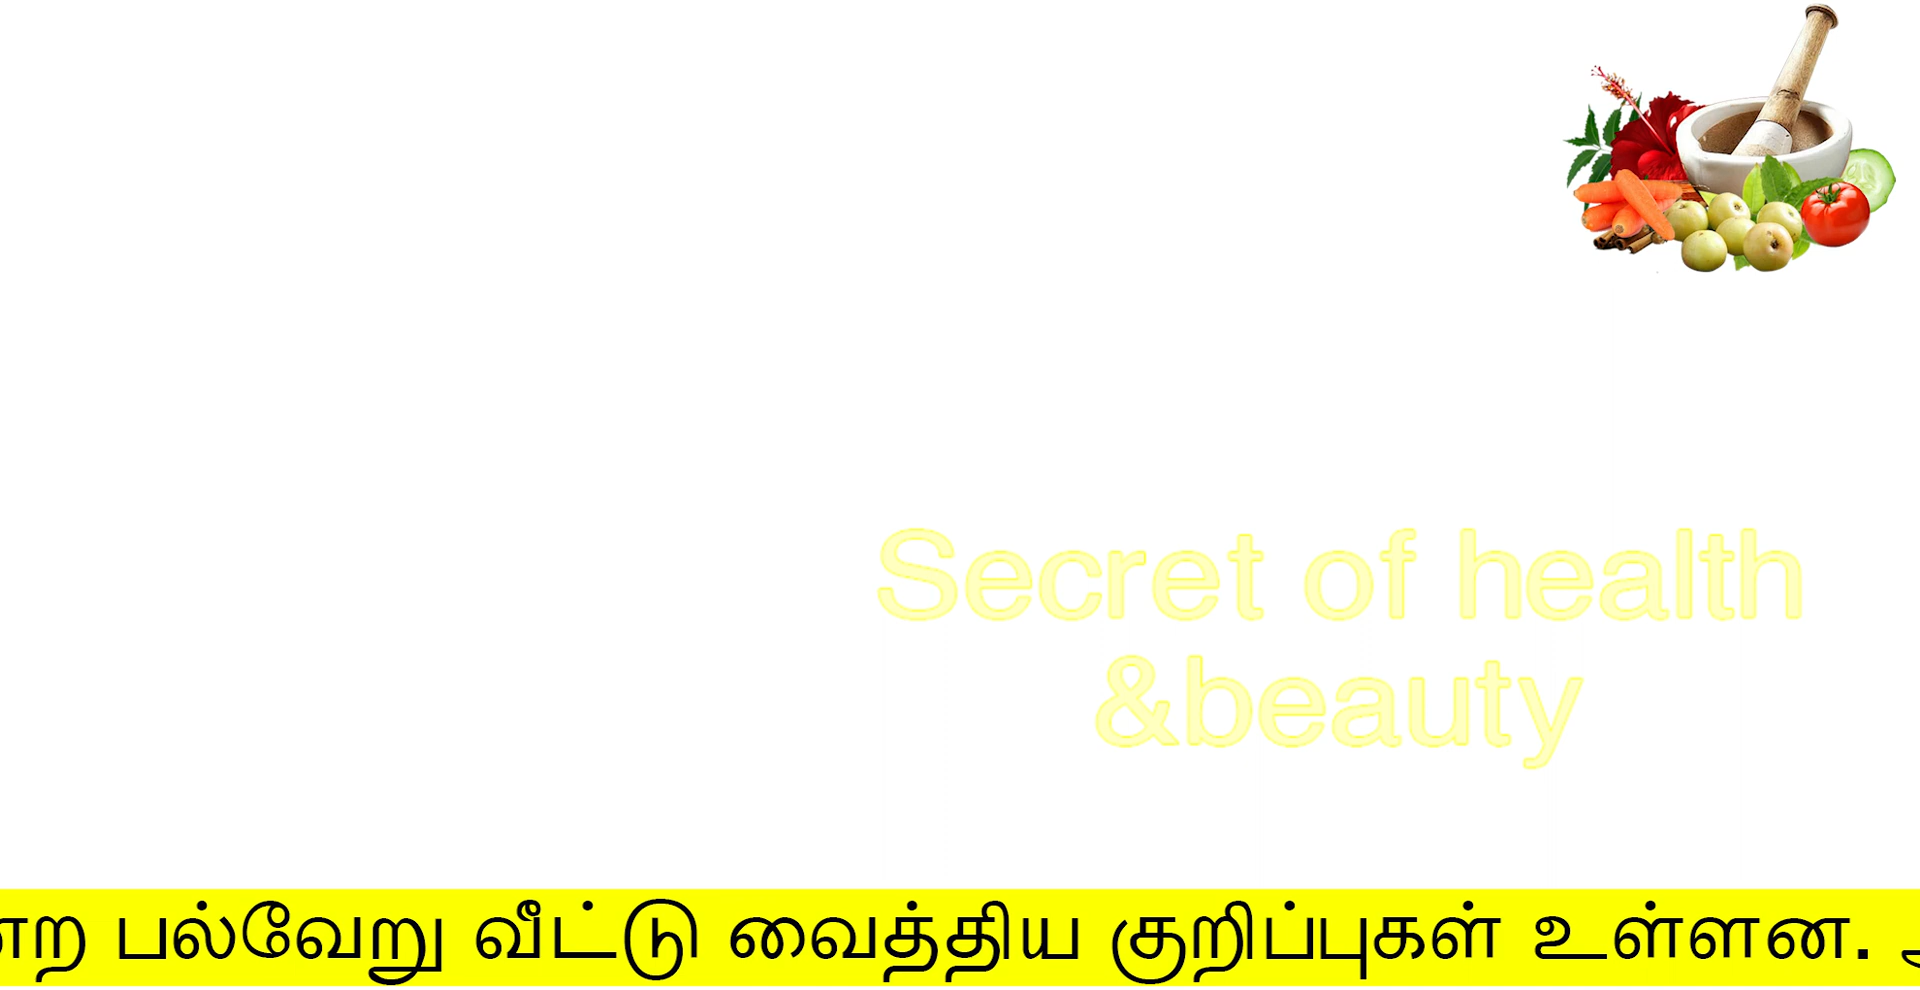 Secret of health
&beauty
பல்வேறு வீட்டு வைத்திய குறிப்புகள் உள்ளன.